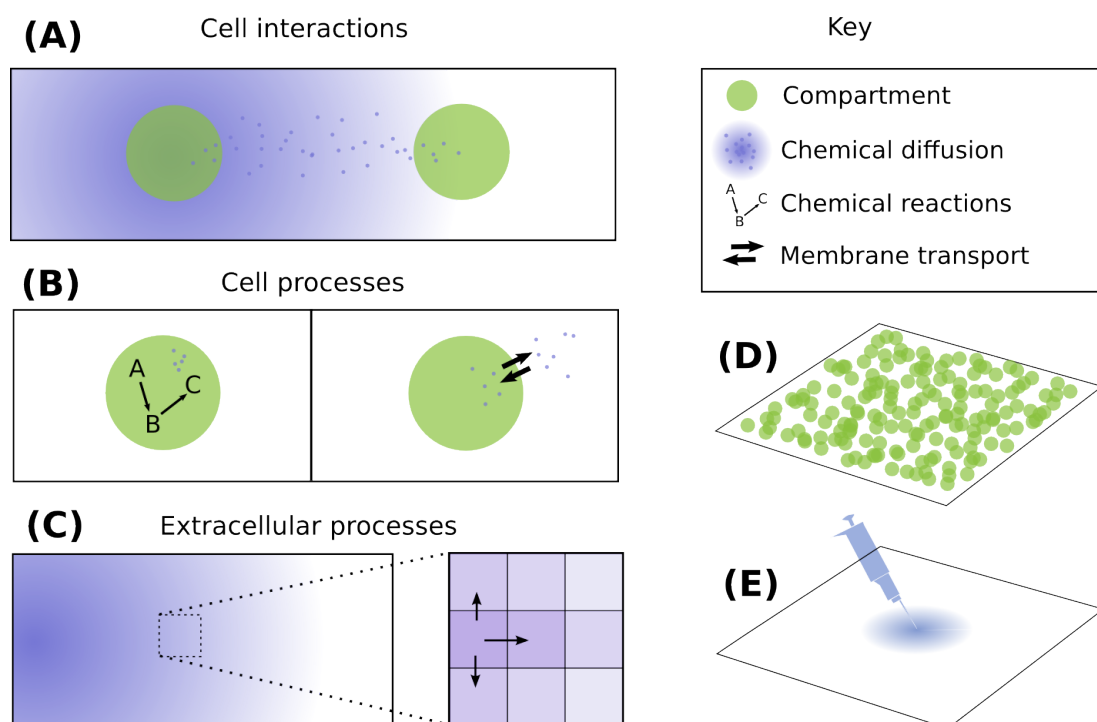 (A) Cell interactions
Key
Compartment
Chemical diffusion
A
C
B
Chemical reactions
Membrane transport
(B) Cell processes
A
C
B
(C) Extracellular processes
(D)
(E)